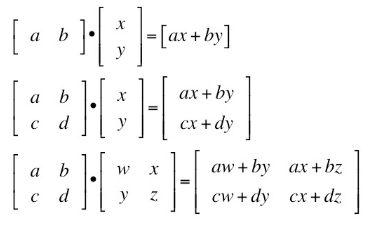 [ a b ] • [ x y ] = [ax + by]
[ a b c d ] • [ x y ] = [ ax + by cx + dy ]
[ a b c d ] • [ w x y z ] = [ aw + by ax + bz cw + dy cx + dz ]